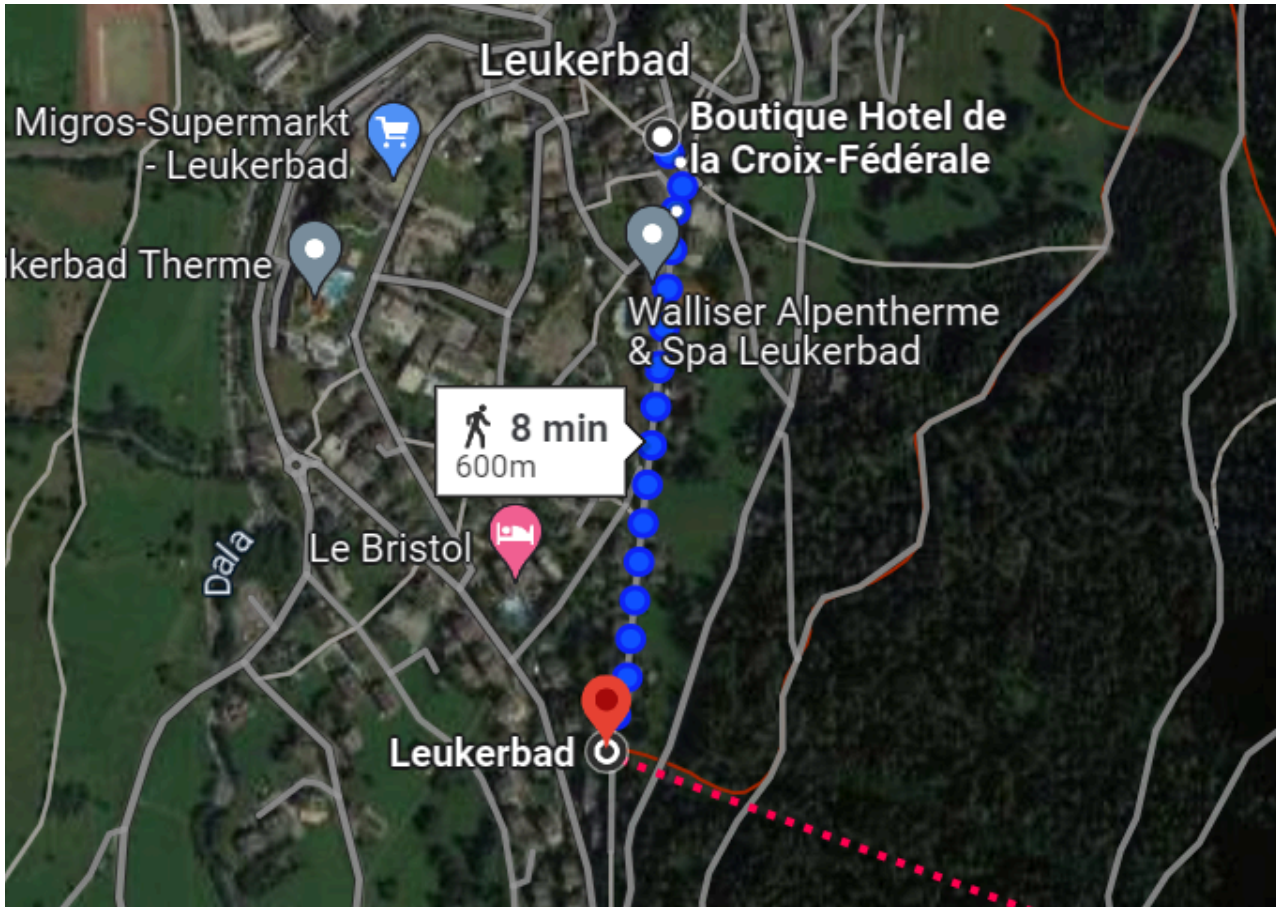 Leukerbad
Migros-Supermarkt
- Leukerbad
Boutique Hotel de
la Croix-Fédérale
ikerbad Therme
Walliser Alpentherme
& Spa Leukerbad
8 min
600m
Le Bristol
Dala
Leukerbad